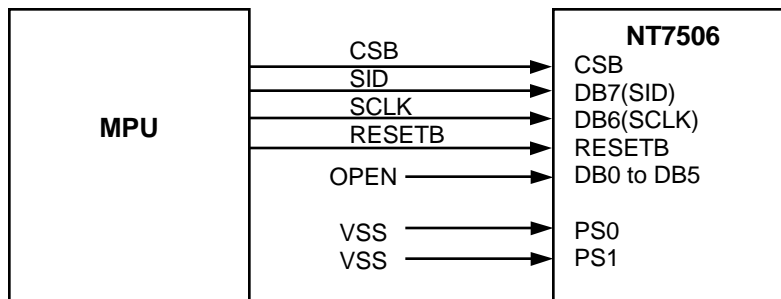 NT7506
CSB
CSB
SID
DB7(SID)
SCLK
DB6(SCLK)
MPU
RESETB
RESETB
OPEN
DB0 to DB5
VSS
PS0
VSS
PS1